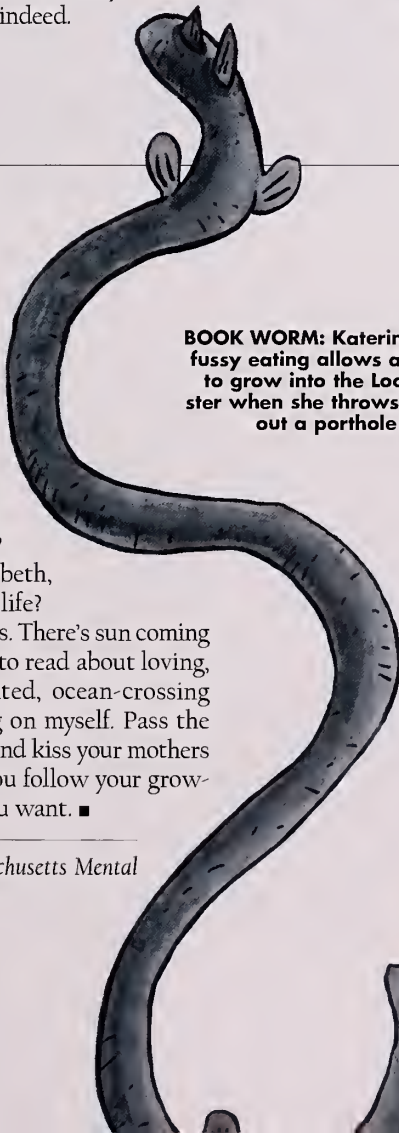 indeed.
BOOK WORM: Katerin
fussy eating allows a
to grow into the Loc
ster when she throws
out a porthole
beth,
life?
s. There's sun coming
to read about loving,
ted, ocean-crossing
g on myself. Pass the
nd kiss your mothers
ou follow your grow-
u want. ■
chusetts Mental